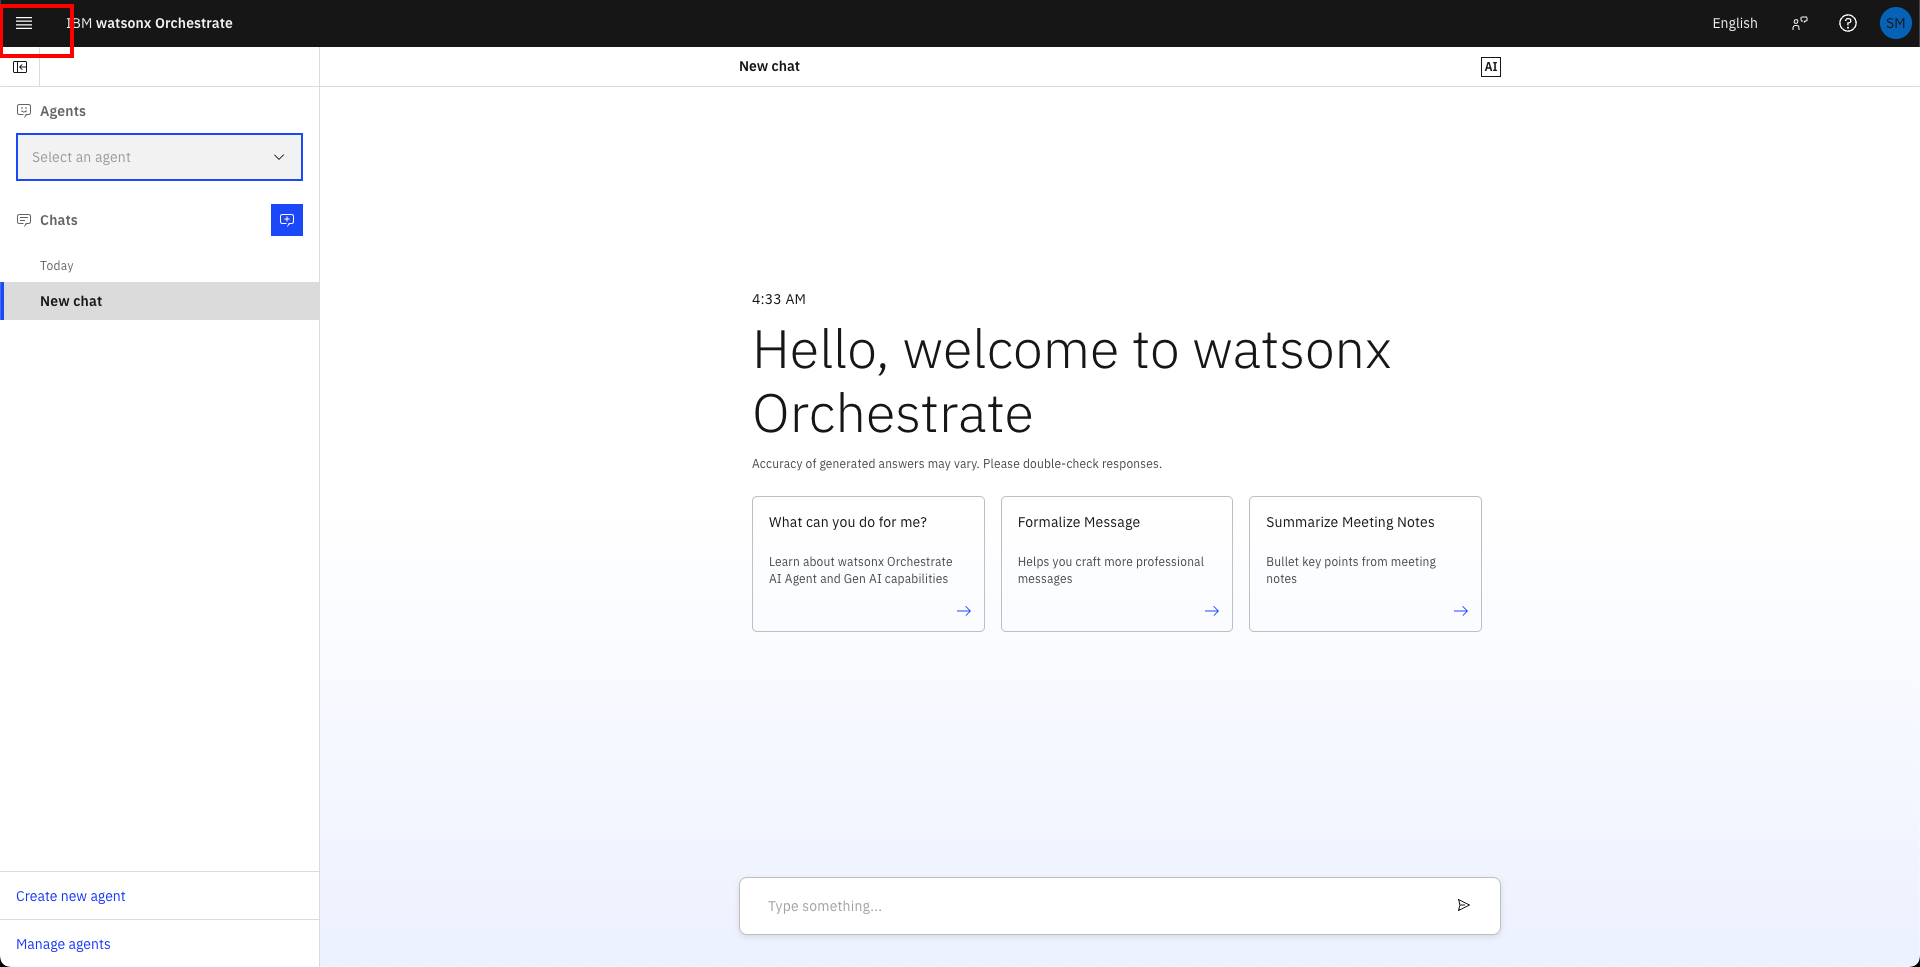 IBM watsonx Orchestrate
English
SM
New chat
AI
Agents
Select an agent
Chats
Today
New chat
4:33 AM
Hello, welcome to watsonx
Orchestrate
Accuracy of generated answers may vary. Please double-check responses.
What can you do for me?
Learn about watsonx Orchestrate
AI Agent and Gen AI capabilities
Formalize Message
Helps you craft more professional
messages
Summarize Meeting Notes
Bullet key points from meeting
notes
Type something...
Create new agent
Manage agents